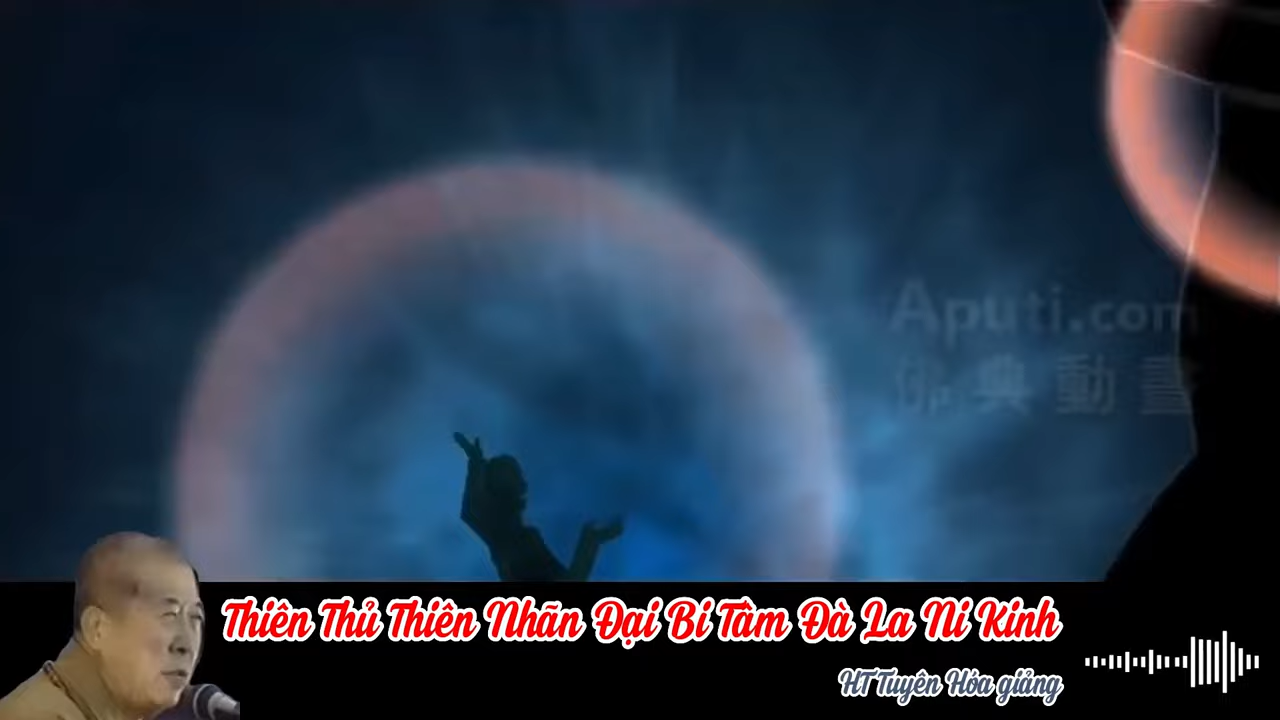 Aputi.com
佛典動畫
Thiên Thủ Thiên Nhãn Đại Bi Tâm Đà La Ni Kinh
HT Tuyên Hóa giảng